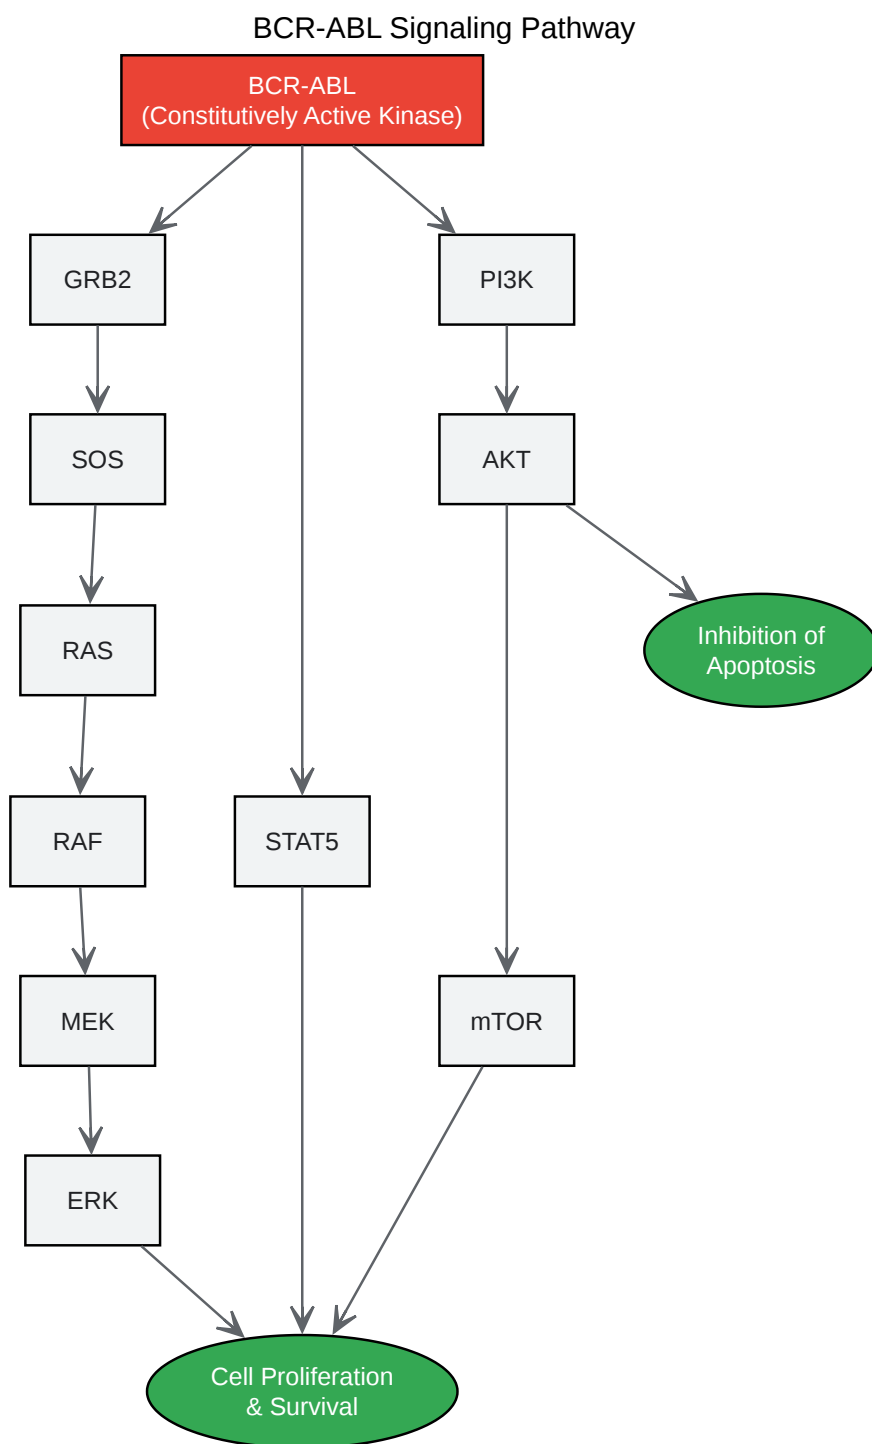 BCR-ABL Signaling Pathway
BCR-ABL
(Constitutively Active Kinase)
GRB2
PI3K
SOS
AKT
RAS
Inhibition of
Apoptosis
RAF
STAT5
MEK
mTOR
ERK
Cell Proliferation
& Survival